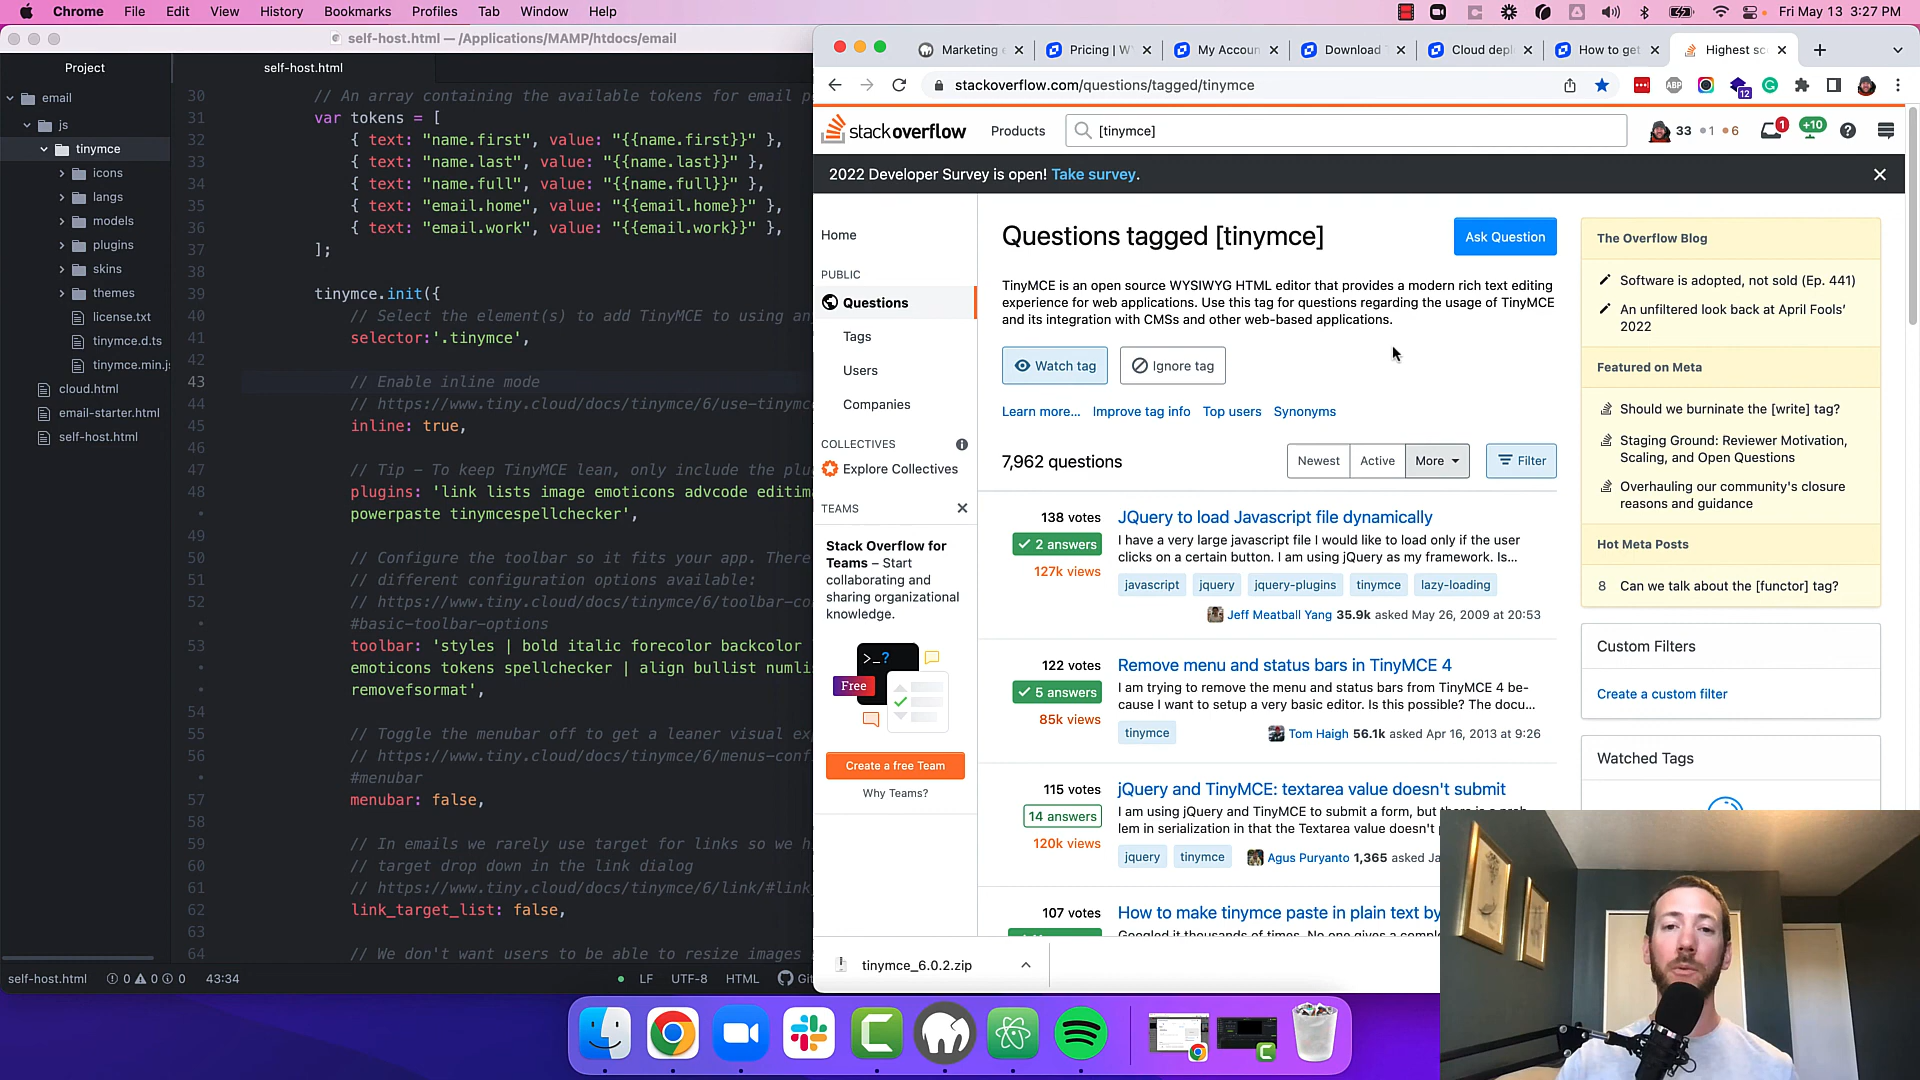 Chrome File Edit View History Bookmarks Profiles Tab Window Help
Fri May 13 3:27 PM
self-host.html — /Applications/MAMP/htdocs/email
Project
email
js
tinymce
icons
langs
models
plugins
skins
themes
license.txt
tinymce.d.ts
tinymce.min.js
cloud.html
email-starter.html
self-host.html
self-host.html
30 // An array containing the available tokens for email p
31 var tokens = [
32 { text: "name.first", value: "{{name.first}}" },
33 { text: "name.last", value: "{{name.last}}" },
34 { text: "name.full", value: "{{name.full}}" },
35 { text: "email.home", value: "{{email.home}}" },
36 { text: "email.work", value: "{{email.work}}" },
37 ];
38
39 tinymce.init({
40 // Select the element(s) to add TinyMCE to using an
41 selector:'.tinymce',
42
43 // Enable inline mode
44 // https://www.tiny.cloud/docs/tinymce/6/use-tinymc
45 inline: true,
46
47 // Tip – To keep TinyMCE lean, only include the plu
48 plugins: 'link lists image emoticons advcode editim
powerpaste tinymcespellchecker',
49
50 // Configure the toolbar so it fits your app. There
51 // different configuration options available:
52 // https://www.tiny.cloud/docs/tinymce/6/toolbar-co
#basic-toolbar-options
53 toolbar: 'styles | bold italic forecolor backcolor
emoticons tokens spellchecker | align bullist numlis
removefsormat',
54
55 // Toggle the menubar off to get a leaner visual ex
56 // https://www.tiny.cloud/docs/tinymce/6/menus-conf
#menubar
57 menubar: false,
58
59 // In emails we rarely use target for links so we h
60 // target drop down in the link dialog
61 // https://www.tiny.cloud/docs/tinymce/6/link/#link
62 link_target_list: false,
63
64 // We don't want users to be able to resize images
self-host.html 0 0 0 43:34 LF UTF-8 HTML Git
Marketing Pricing | W My Accoun Download Cloud dep How to get Highest sc
stackoverflow.com/questions/tagged/tinymce
12
stackoverflow Products [tinymce] 33 1 6 1 +10
2022 Developer Survey is open! Take survey.
Home
PUBLIC
Questions
Tags
Users
Companies
COLLECTIVES
Explore Collectives
TEAMS
Stack Overflow for
Teams – Start
collaborating and
sharing organizational
knowledge.
>_?
Free
Create a free Team
Why Teams?
Questions tagged [tinymce]
Ask Question
TinyMCE is an open source WYSIWYG HTML editor that provides a modern rich text editing
experience for web applications. Use this tag for questions regarding the usage of TinyMCE
and its integration with CMSs and other web-based applications.
Watch tag Ignore tag
Learn more... Improve tag info Top users Synonyms
7,962 questions
Newest Active More Filter
138 votes
2 answers
127k views
JQuery to load Javascript file dynamically
I have a very large javascript file I would like to load only if the user
clicks on a certain button. I am using jQuery as my framework. Is...
javascript jquery jquery-plugins tinymce lazy-loading
Jeff Meatball Yang 35.9k asked May 26, 2009 at 20:53
122 votes
5 answers
85k views
Remove menu and status bars in TinyMCE 4
I am trying to remove the menu and status bars from TinyMCE 4 be-
cause I want to setup a very basic editor. Is this possible? The docu...
tinymce
Tom Haigh 56.1k asked Apr 16, 2013 at 9:26
115 votes
14 answers
120k views
jQuery and TinyMCE: textarea value doesn't submit
I am using jQuery and TinyMCE to submit a form, but there is a prob-
lem in serialization in that the Textarea value doesn't
jquery tinymce
Agus Puryanto 1,365 asked Ja
107 votes
How to make tinymce paste in plain text by
Googled it thousands of times. No one gives a
The Overflow Blog
Software is adopted, not sold (Ep. 441)
An unfiltered look back at April Fools'
2022
Featured on Meta
Should we burninate the [write] tag?
Staging Ground: Reviewer Motivation,
Scaling, and Open Questions
Overhauling our community's closure
reasons and guidance
Hot Meta Posts
8 Can we talk about the [functor] tag?
Custom Filters
Create a custom filter
Watched Tags
tinymce_6.0.2.zip